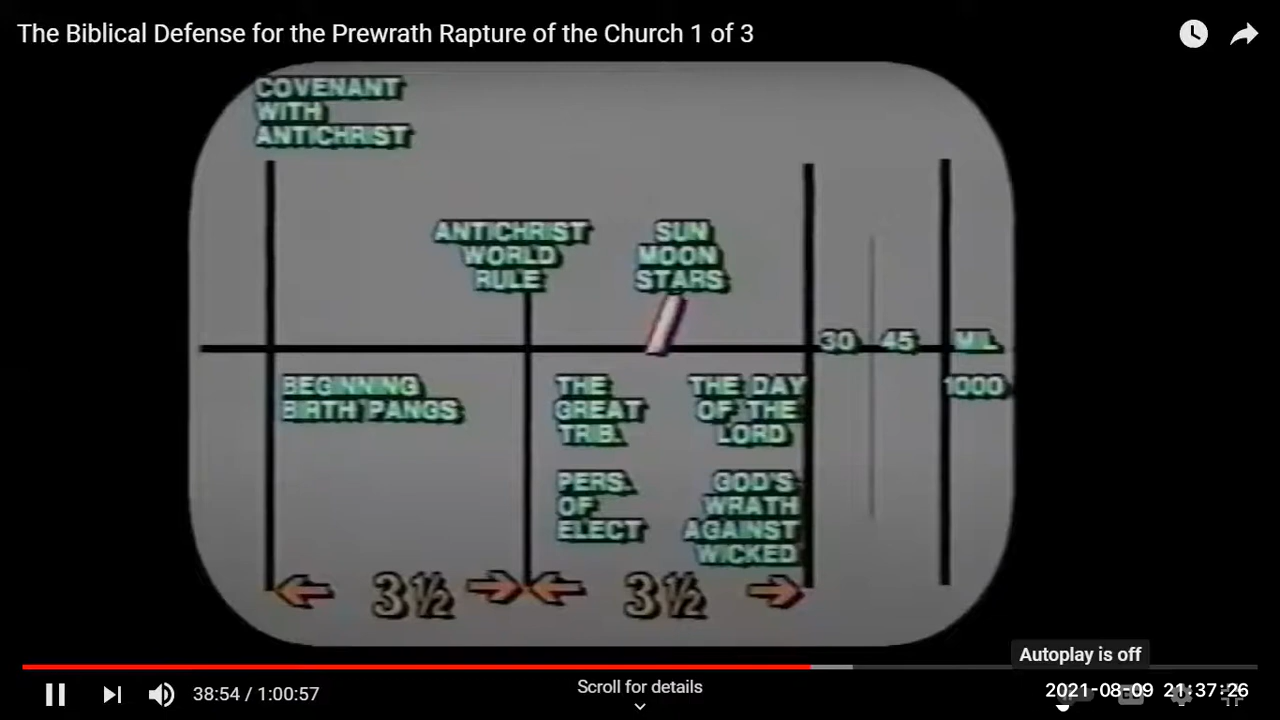 The Biblical Defense for the Prewrath Rapture of the Church 1 of 3
COVENANT
WITH
ANTICHRIST
ANTICHRIST
WORLD
RULE
SUN
MOON
STARS
30
45
MIL
1000
BEGINNING
BIRTH PANGS
THE
GREAT
TRIB.
THE DAY
OF THE
LORD
PERS.
OF
ELECT
GOD'S
WRATH
AGAINST
WICKED
3½
3½
Autoplay is off
38:54 / 1:00:57
Scroll for details
2021-08-09 21:37:26